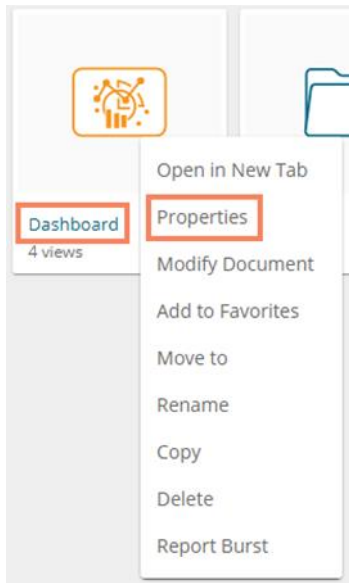 Dashboard
4 views
Open in New Tab
Properties
Modify Document
Add to Favorites
Move to
Rename
Copy
Delete
Report Burst